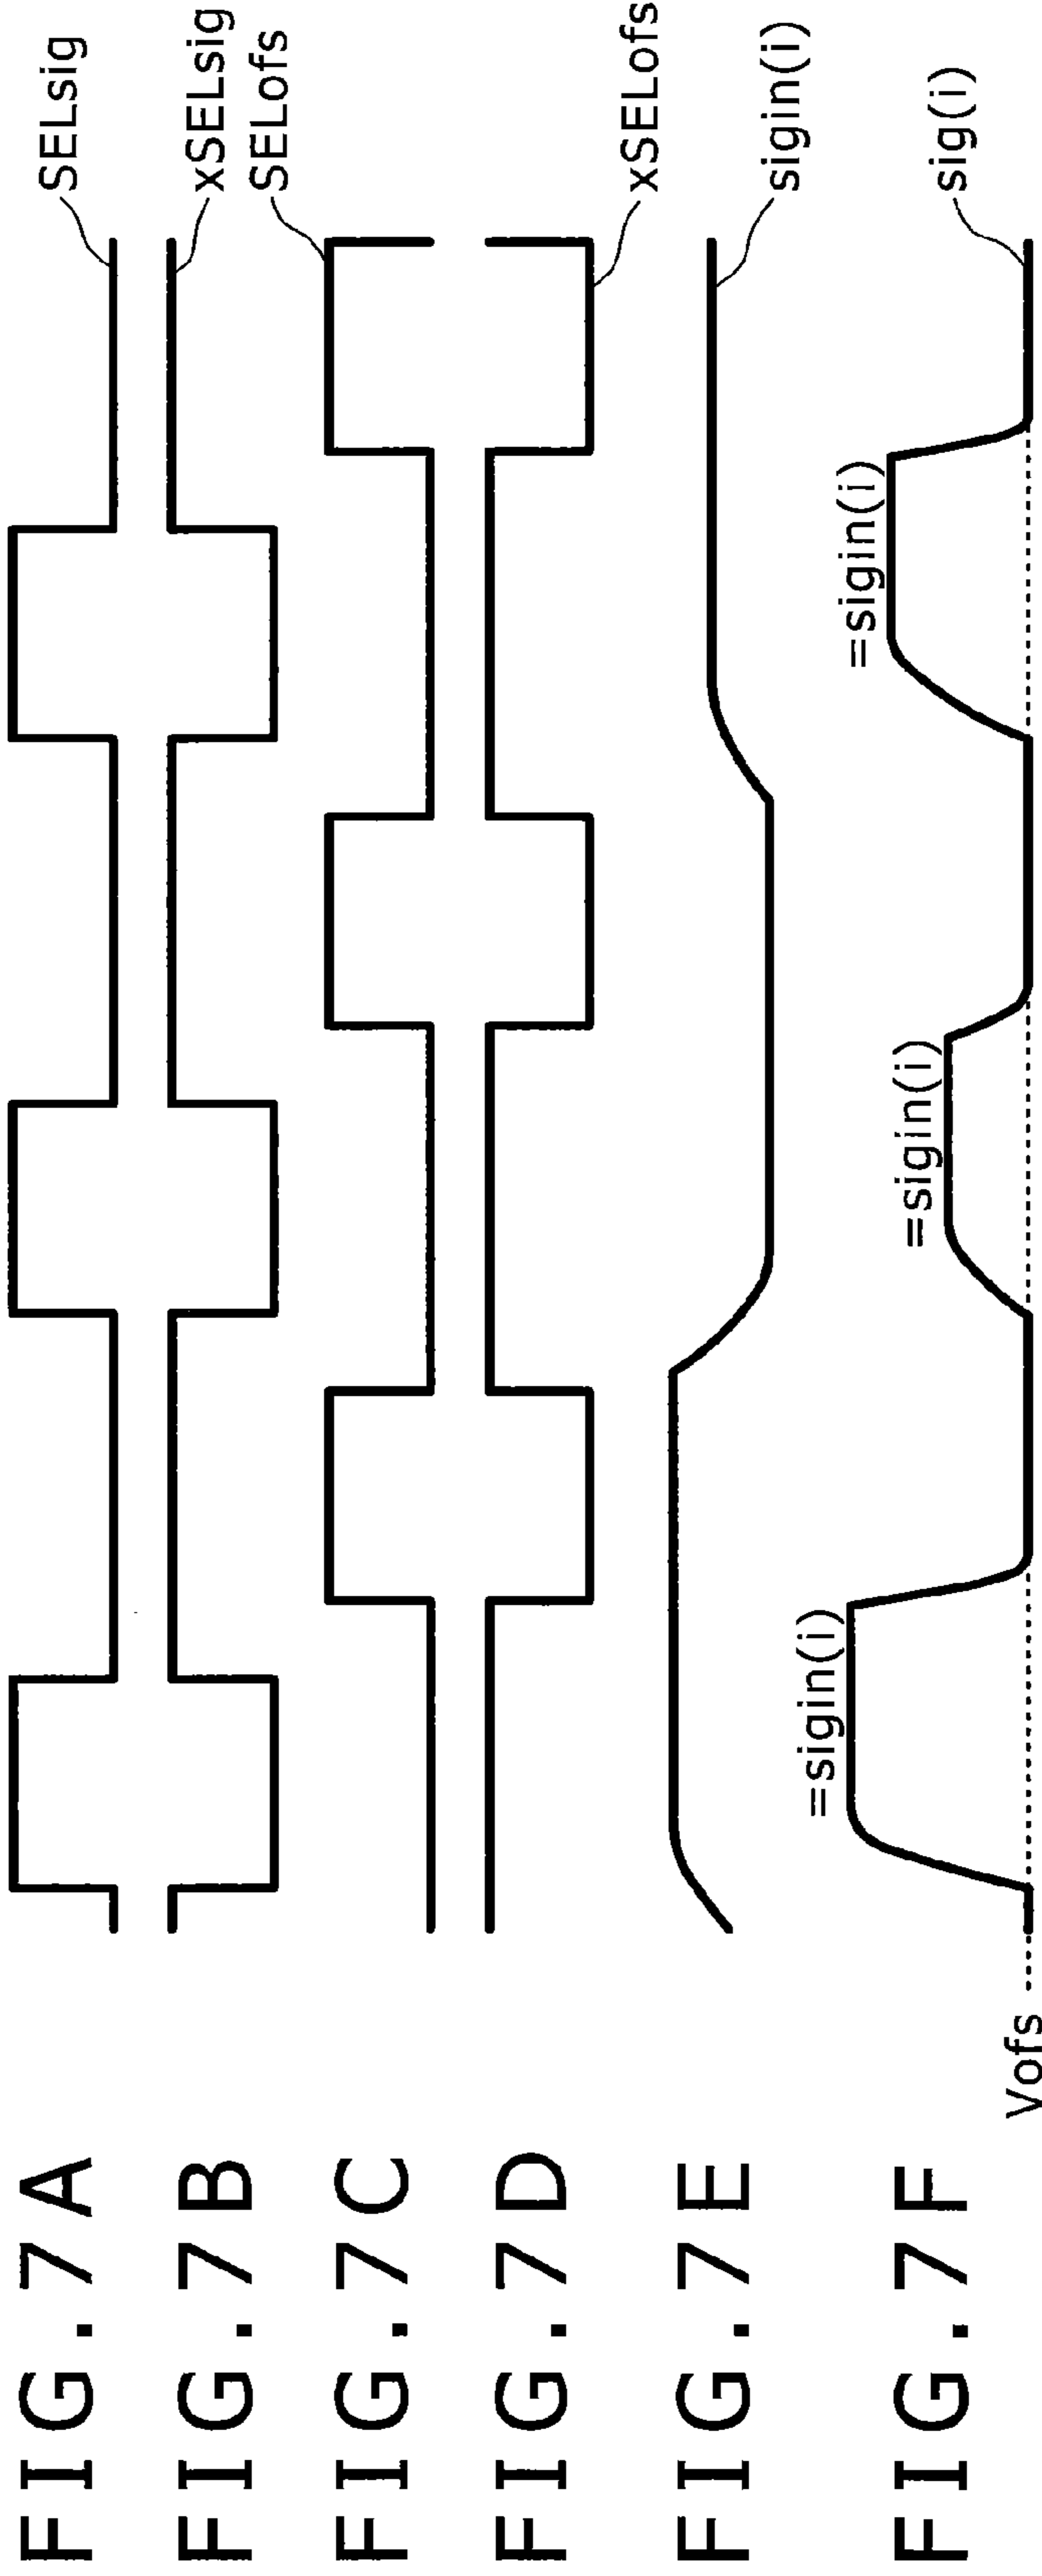 FIG.7A
SELsig
FIG.7B
xSELsig
FIG.7C
SELofs
FIG.7D
xSELofs
FIG.7E
sigin(i)
FIG.7F
=sigin(i)
=sigin(i)
=sigin(i)
sig(i)
Vofs